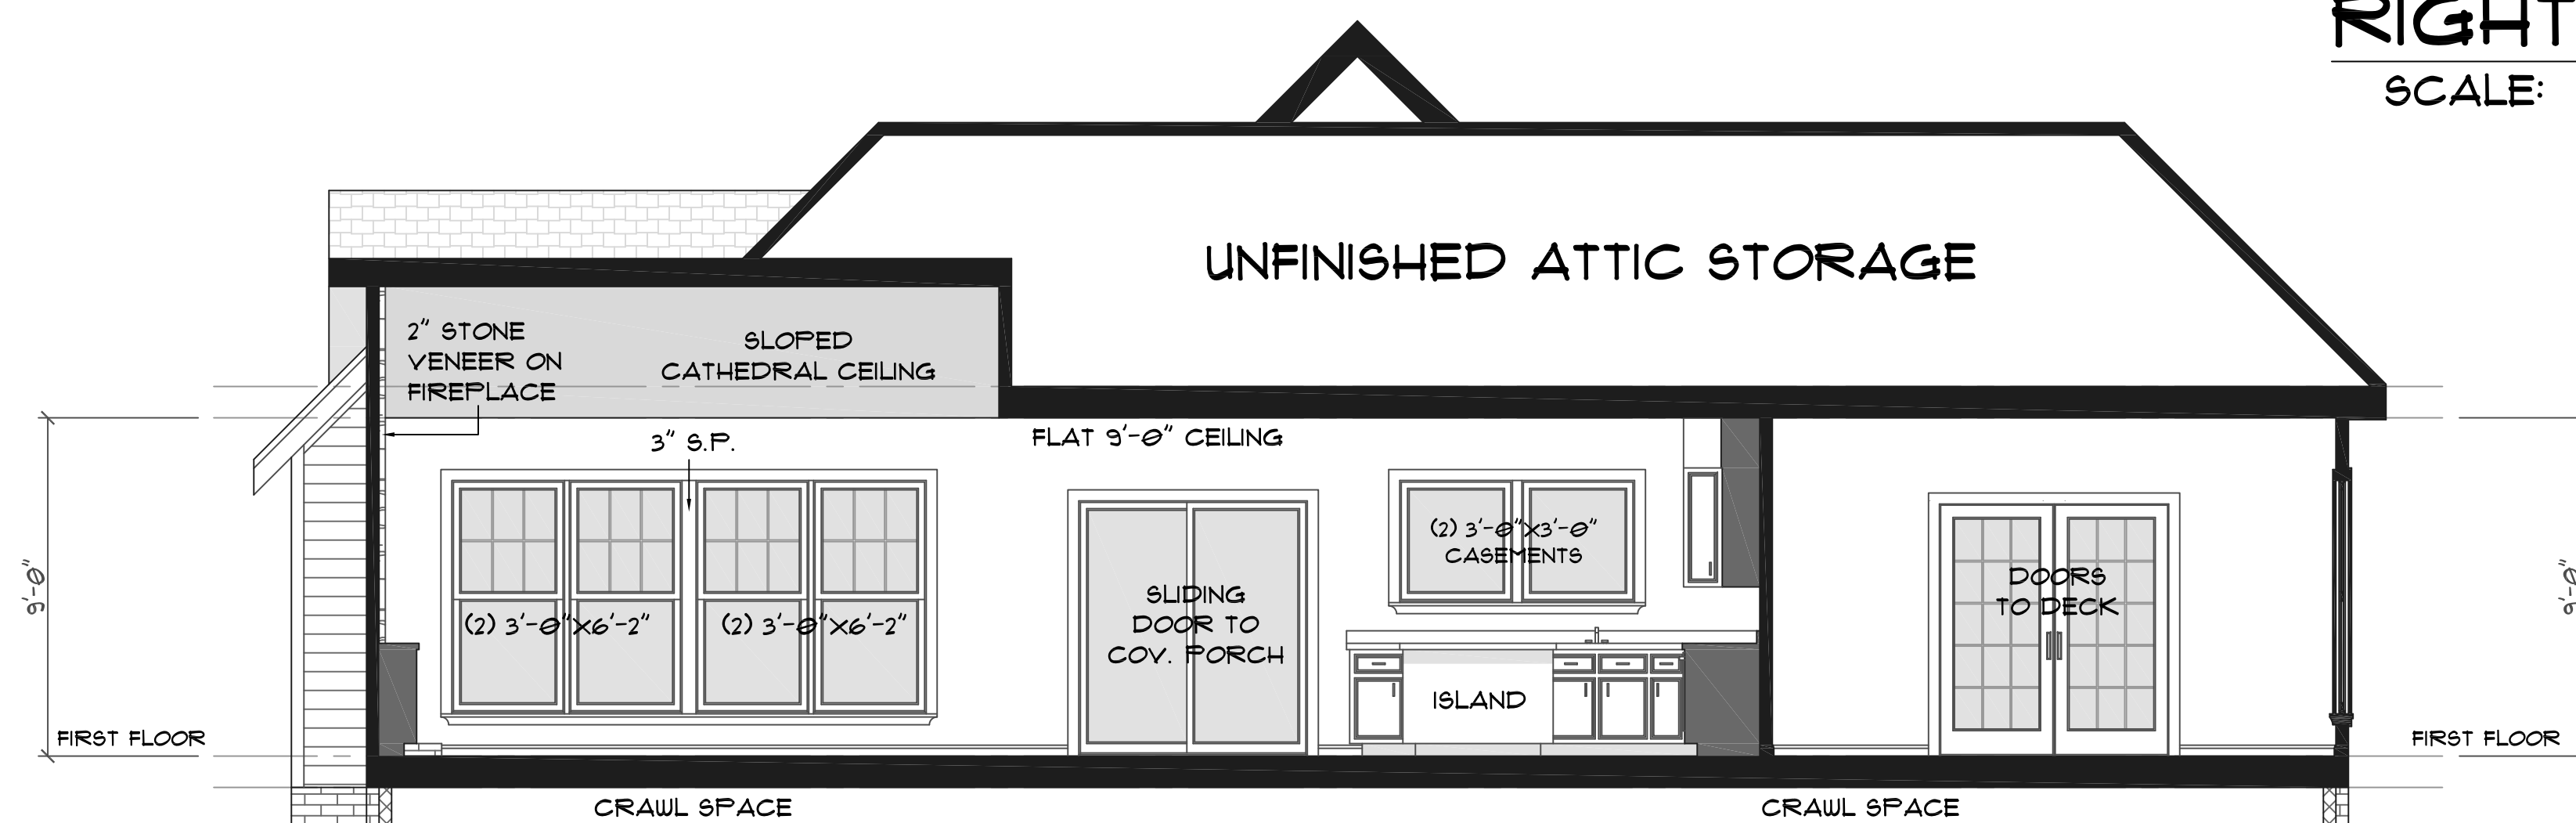 RIGHT
SCALE:
UNFINISHED ATTIC STORAGE
2" STONE
VENEER ON
FIREPLACE
SLOPED
CATHEDRAL CEILING
3" S.P.
FLAT 9'-0" CEILING
(2) 3'-0"X6'-2"
(2) 3'-0"X6'-2"
SLIDING
DOOR TO
COV. PORCH
(2) 3'-0"X3'-0"
CASEMENTS
ISLAND
DOORS
TO DECK
9'-0"
9'-0"
FIRST FLOOR
FIRST FLOOR
CRAWL SPACE
CRAWL SPACE